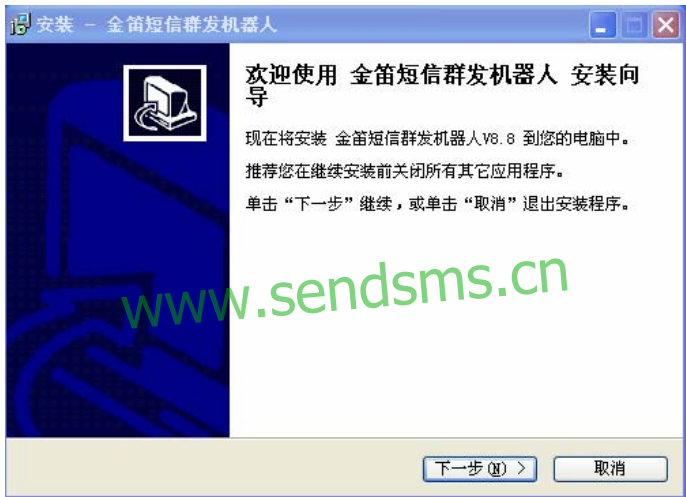 安装 - 金笛短信群发机器人
欢迎使用 金笛短信群发机器人 安装向
导
现在将安装 金笛短信群发机器人V8.8 到您的电脑中。
推荐您在继续安装前关闭所有其它应用程序。
单击“下一步”继续，或单击“取消”退出安装程序。
www.sendsms.cn
下一步(N) > 取消